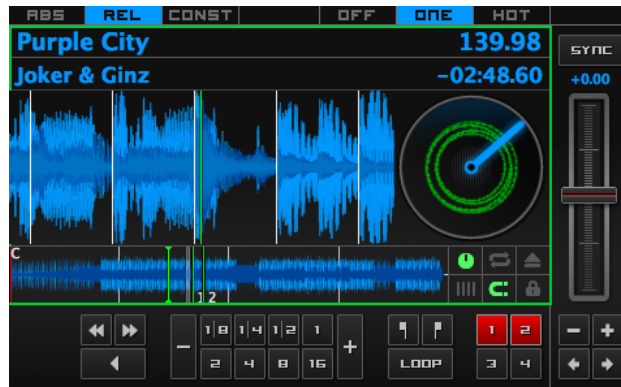 ABS REL CONST OFF ONE HOT
Purple City 139.98 SYNC
Joker & Ginz -02:48.60 +0.00
C
1 2
- 1|8 1|4 1|2 1 + 1 2 - +
2 4 8 16 LOOP 3 4